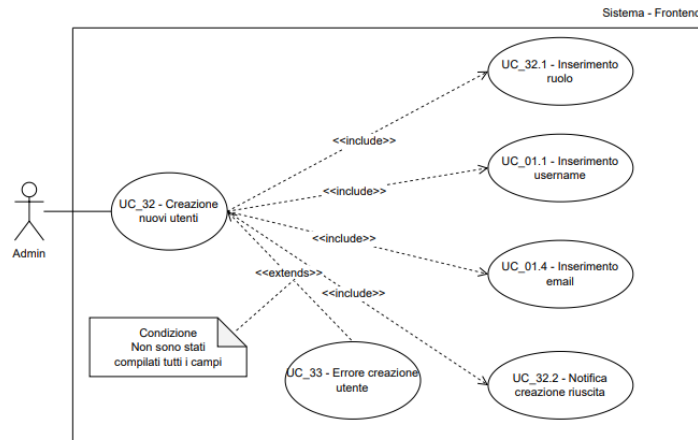 Sistema - Frontend
UC_32.1 - Inserimento
ruolo
<<include>>
UC_01.1 - Inserimento
username
<<include>>
UC_32 - Creazione
nuovi utenti
Admin
<<include>>
UC_01.4 - Inserimento
email
<<extends>>
<<include>>
Condizione
Non sono stati
compilati tutti i campi
UC_33 - Errore creazione
utente
UC_32.2 - Notifica
creazione riuscita